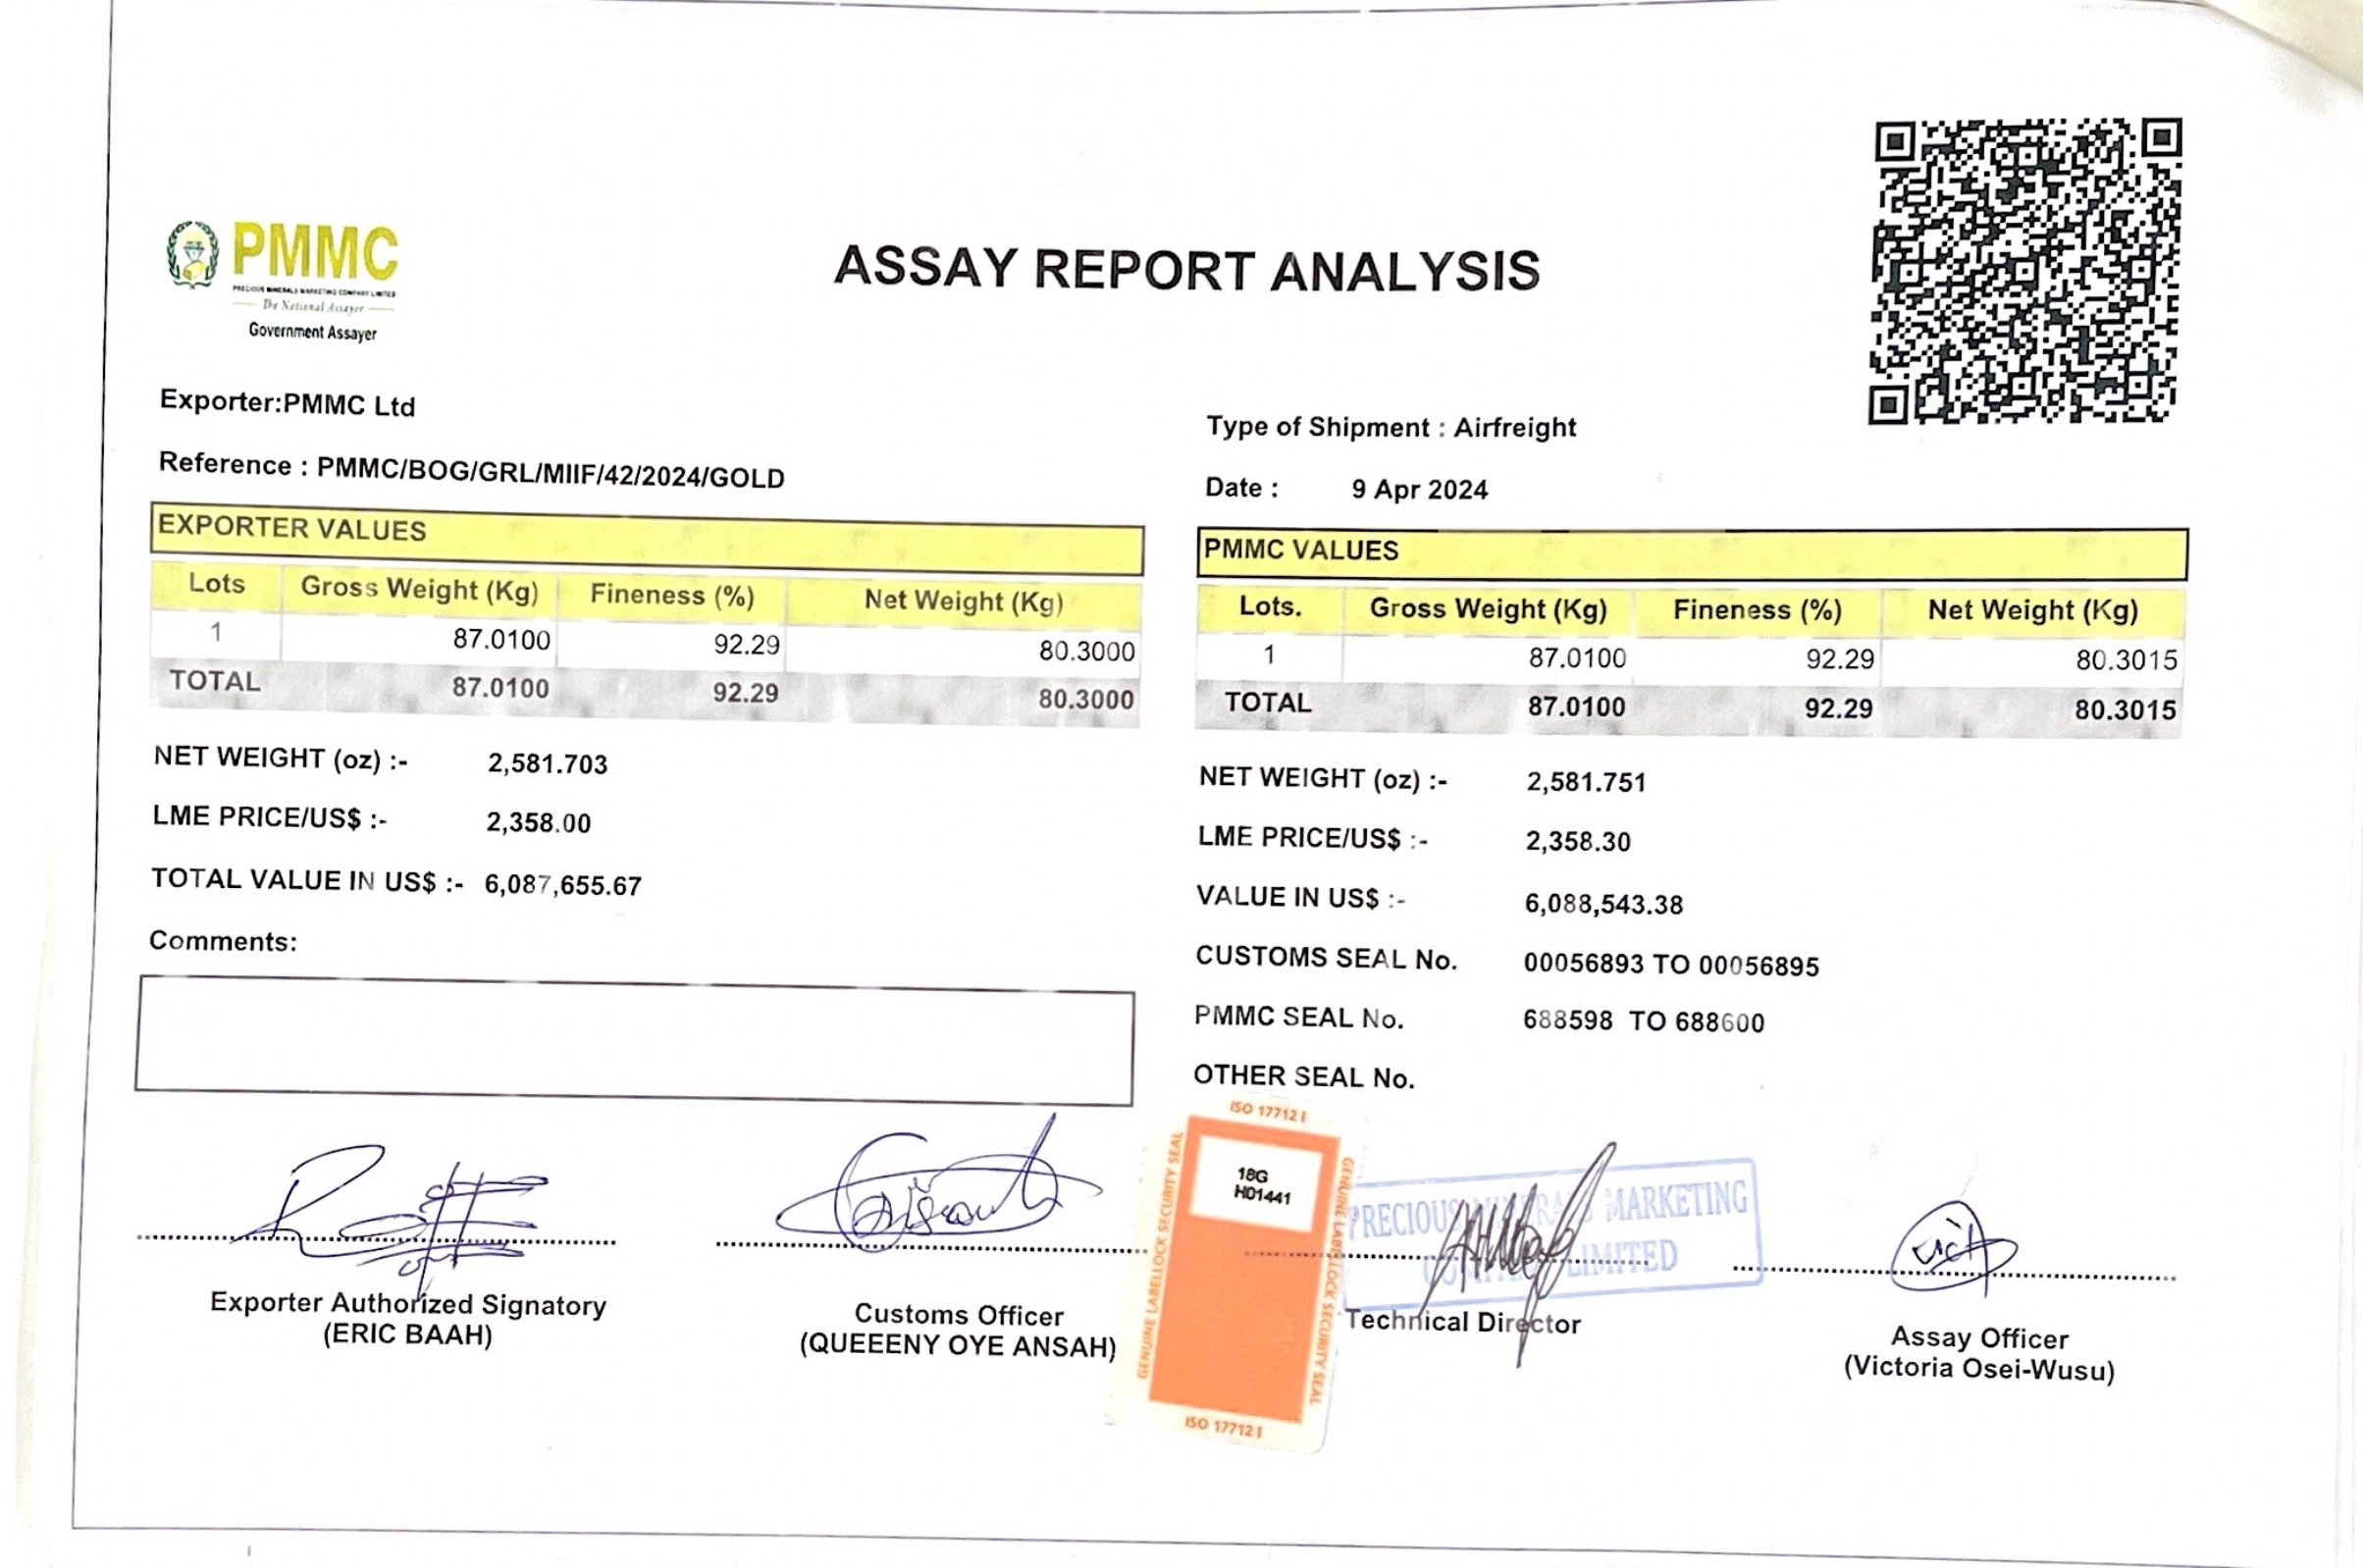 PMMC
PRECIOUS MINERALS MARKETING COMPANY LIMITED
The National Assayer
Government Assayer
ASSAY REPORT ANALYSIS
Exporter:PMMC Ltd
Reference : PMMC/BOG/GRL/MIIF/42/2024/GOLD
Type of Shipment : Airfreight
Date : 9 Apr 2024
EXPORTER VALUES
Lots Gross Weight (Kg) Fineness (%) Net Weight (Kg)
1 87.0100 92.29 80.3000
TOTAL 87.0100 92.29 80.3000
NET WEIGHT (oz) :- 2,581.703
LME PRICE/US$ :- 2,358.00
TOTAL VALUE IN US$ :- 6,087,655.67
Comments:
PMMC VALUES
Lots. Gross Weight (Kg) Fineness (%) Net Weight (Kg)
1 87.0100 92.29 80.3015
TOTAL 87.0100 92.29 80.3015
NET WEIGHT (oz) :- 2,581.751
LME PRICE/US$ :- 2,358.30
VALUE IN US$ :- 6,088,543.38
CUSTOMS SEAL No. 00056893 TO 00056895
PMMC SEAL No. 688598 TO 688600
OTHER SEAL No.
Exporter Authorized Signatory
(ERIC BAAH)
Customs Officer
(QUEEENY OYE ANSAH)
ISO 17712
GENUINE LABELLOCK SECURITY SEAL
18G
H01441
GENUINE LABELLOCK SECURITY SEAL
ISO 17712
PRECIOUS MINERALS MARKETING
COMPANY LIMITED
Technical Director
Assay Officer
(Victoria Osei-Wusu)